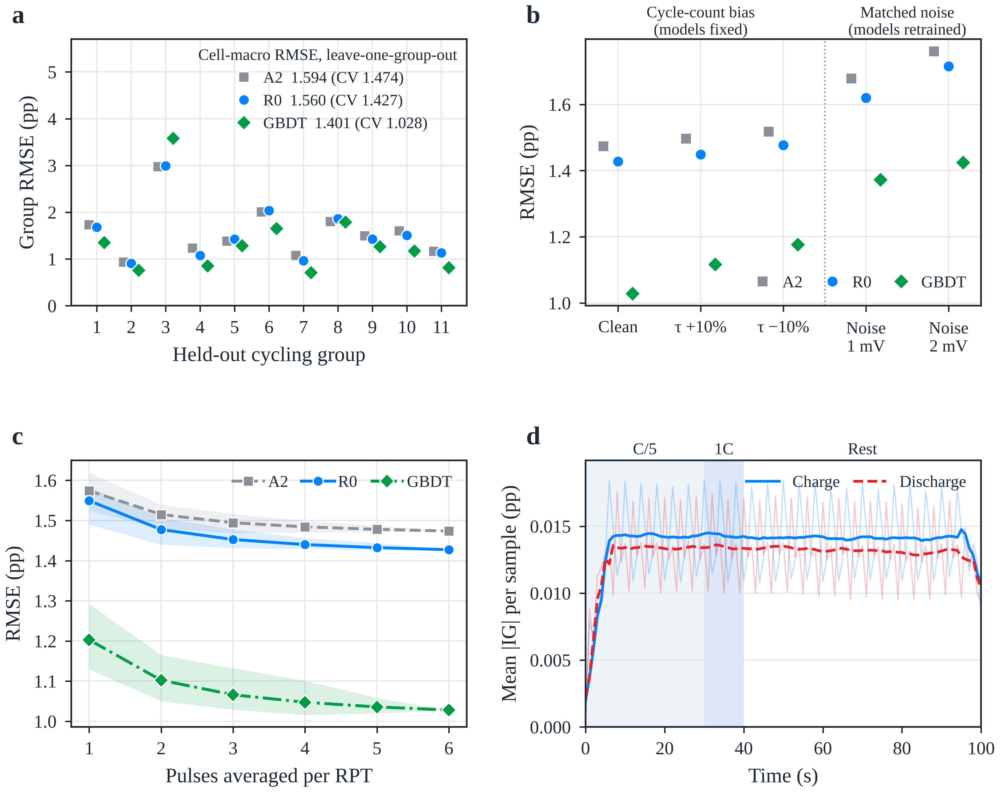 a
Cell-macro RMSE, leave-one-group-out
A2 1.594 (CV 1.474)
R0 1.560 (CV 1.427)
GBDT 1.401 (CV 1.028)
Group RMSE (pp)
5
4
3
2
1
0
1 2 3 4 5 6 7 8 9 10 11
Held-out cycling group
b
Cycle-count bias
(models fixed)
Matched noise
(models retrained)
RMSE (pp)
1.6
1.4
1.2
1.0
A2 R0 GBDT
Clean τ +10% τ −10% Noise
1 mV
Noise
2 mV
c
A2 R0 GBDT
RMSE (pp)
1.6
1.5
1.4
1.3
1.2
1.1
1.0
1 2 3 4 5 6
Pulses averaged per RPT
d
C/5 1C Rest
Charge Discharge
Mean |IG| per sample (pp)
0.015
0.010
0.005
0.000
0 20 40 60 80 100
Time (s)